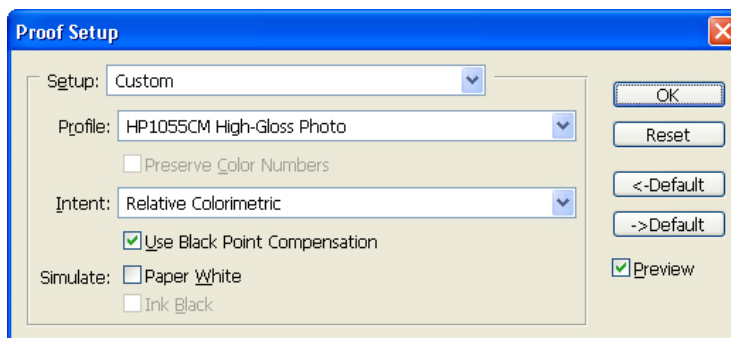 Proof Setup
Setup: Custom
OK
Profile: HP1055CM High-Gloss Photo
Reset
Preserve Color Numbers
<-Default
Intent: Relative Colorimetric
->Default
Use Black Point Compensation
Simulate: Paper White
Preview
Ink Black